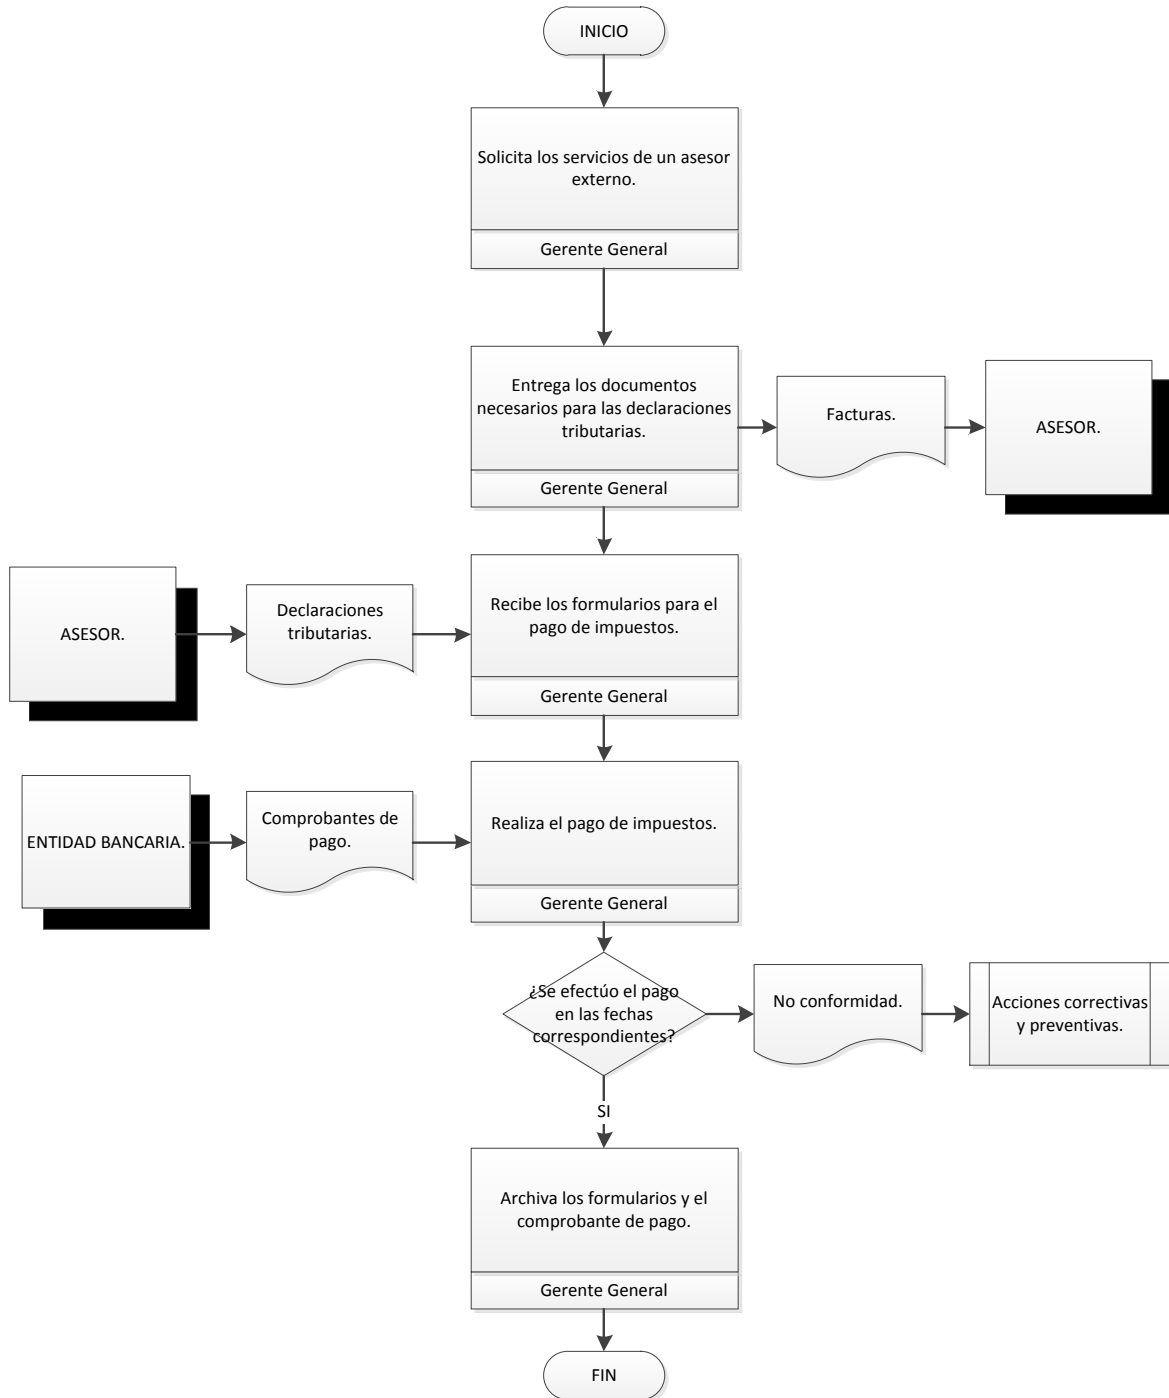 INICIO
Solicita los servicios de un asesor
externo.
Gerente General
Entrega los documentos
necesarios para las declaraciones
tributarias.
Gerente General
Facturas.
ASESOR.
ASESOR.
Declaraciones
tributarias.
Recibe los formularios para el
pago de impuestos.
Gerente General
ENTIDAD BANCARIA.
Comprobantes de
pago.
Realiza el pago de impuestos.
Gerente General
¿Se efectúo el pago
en las fechas
correspondientes?
No conformidad.
Acciones correctivas
y preventivas.
SI
Archiva los formularios y el
comprobante de pago.
Gerente General
FIN